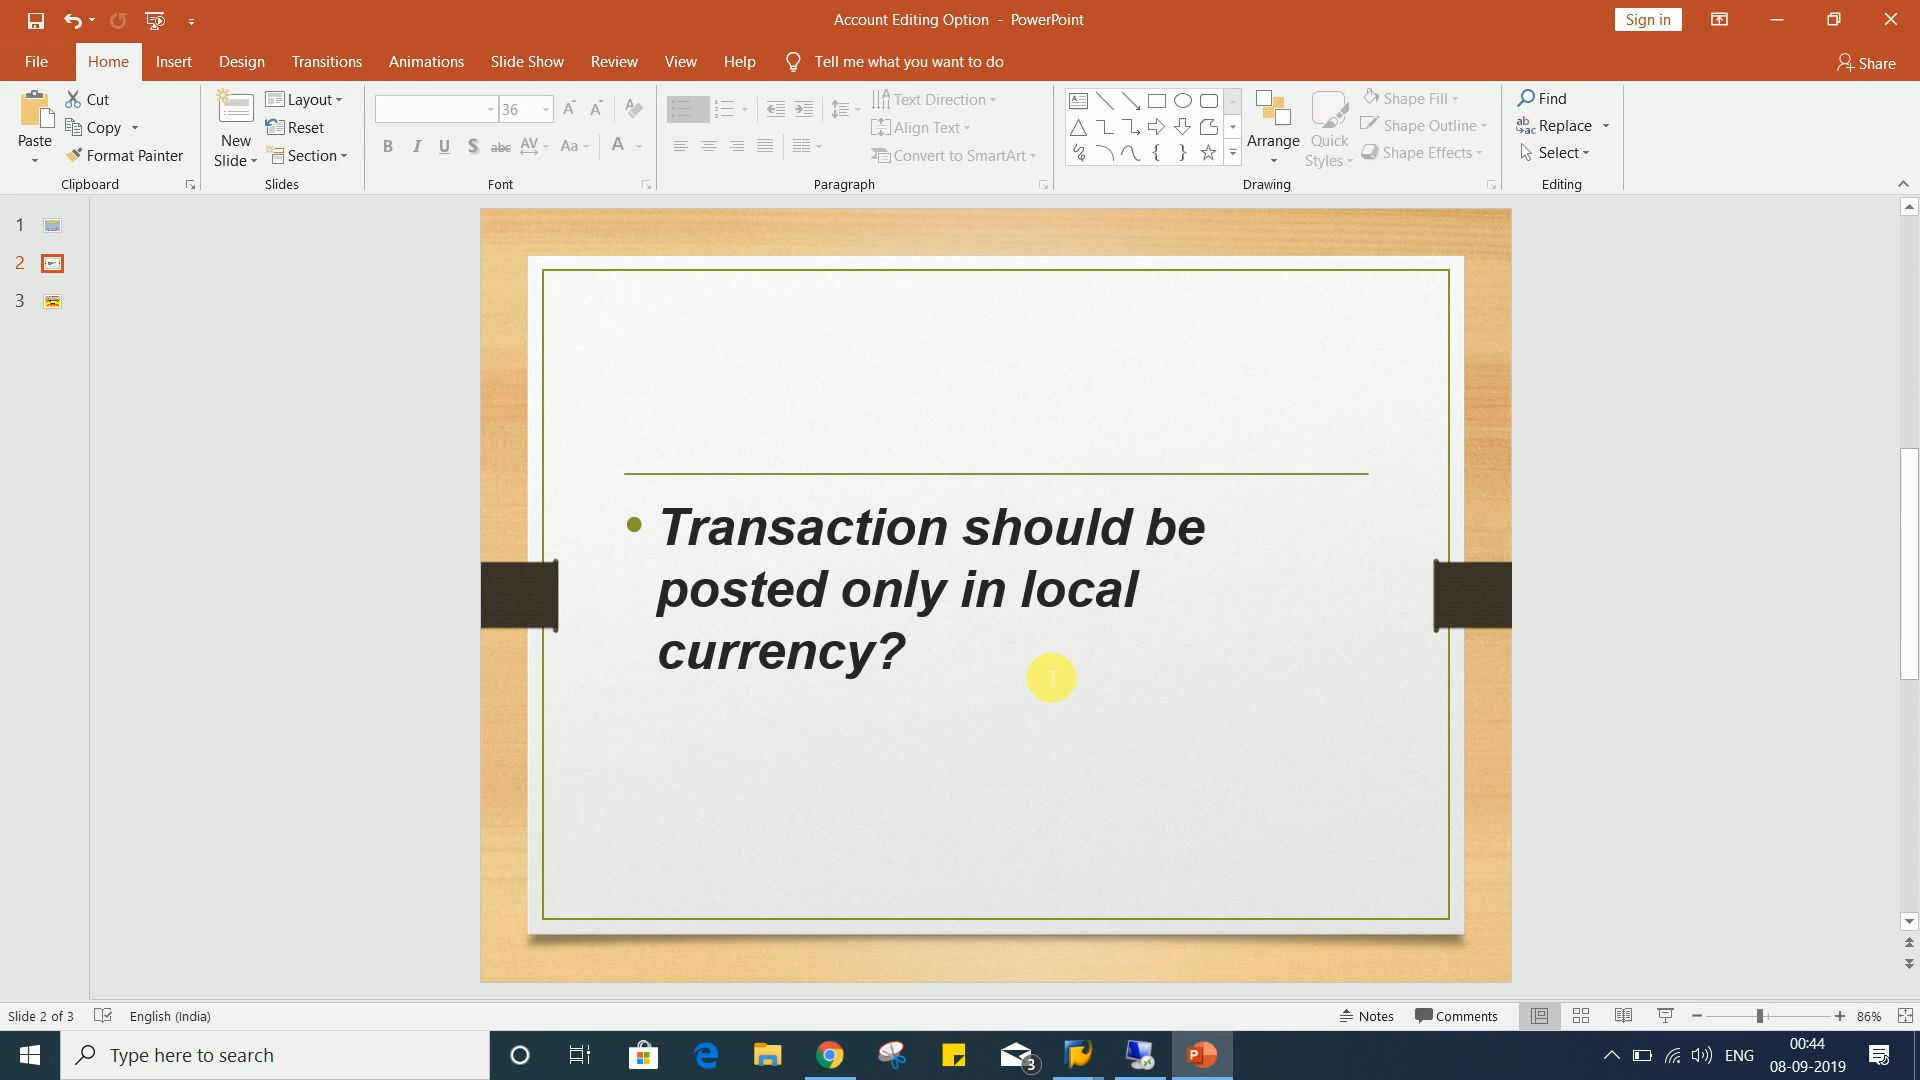 Account Editing Option - PowerPoint
Sign in
File Home Insert Design Transitions Animations Slide Show Review View Help Tell me what you want to do Share
Paste
Cut
Copy
Format Painter
Clipboard
New Slide
Layout
Reset
Section
Slides
36
B I U S abc AV Aa A
Font
Text Direction
Align Text
Convert to SmartArt
Paragraph
Arrange
Quick Styles
Shape Fill
Shape Outline
Shape Effects
Drawing
Find
Replace
Select
Editing
1
2
3
• Transaction should be
posted only in local
currency?
Slide 2 of 3 English (India) Notes Comments 86%
Type here to search
3
ENG
00:44
08-09-2019